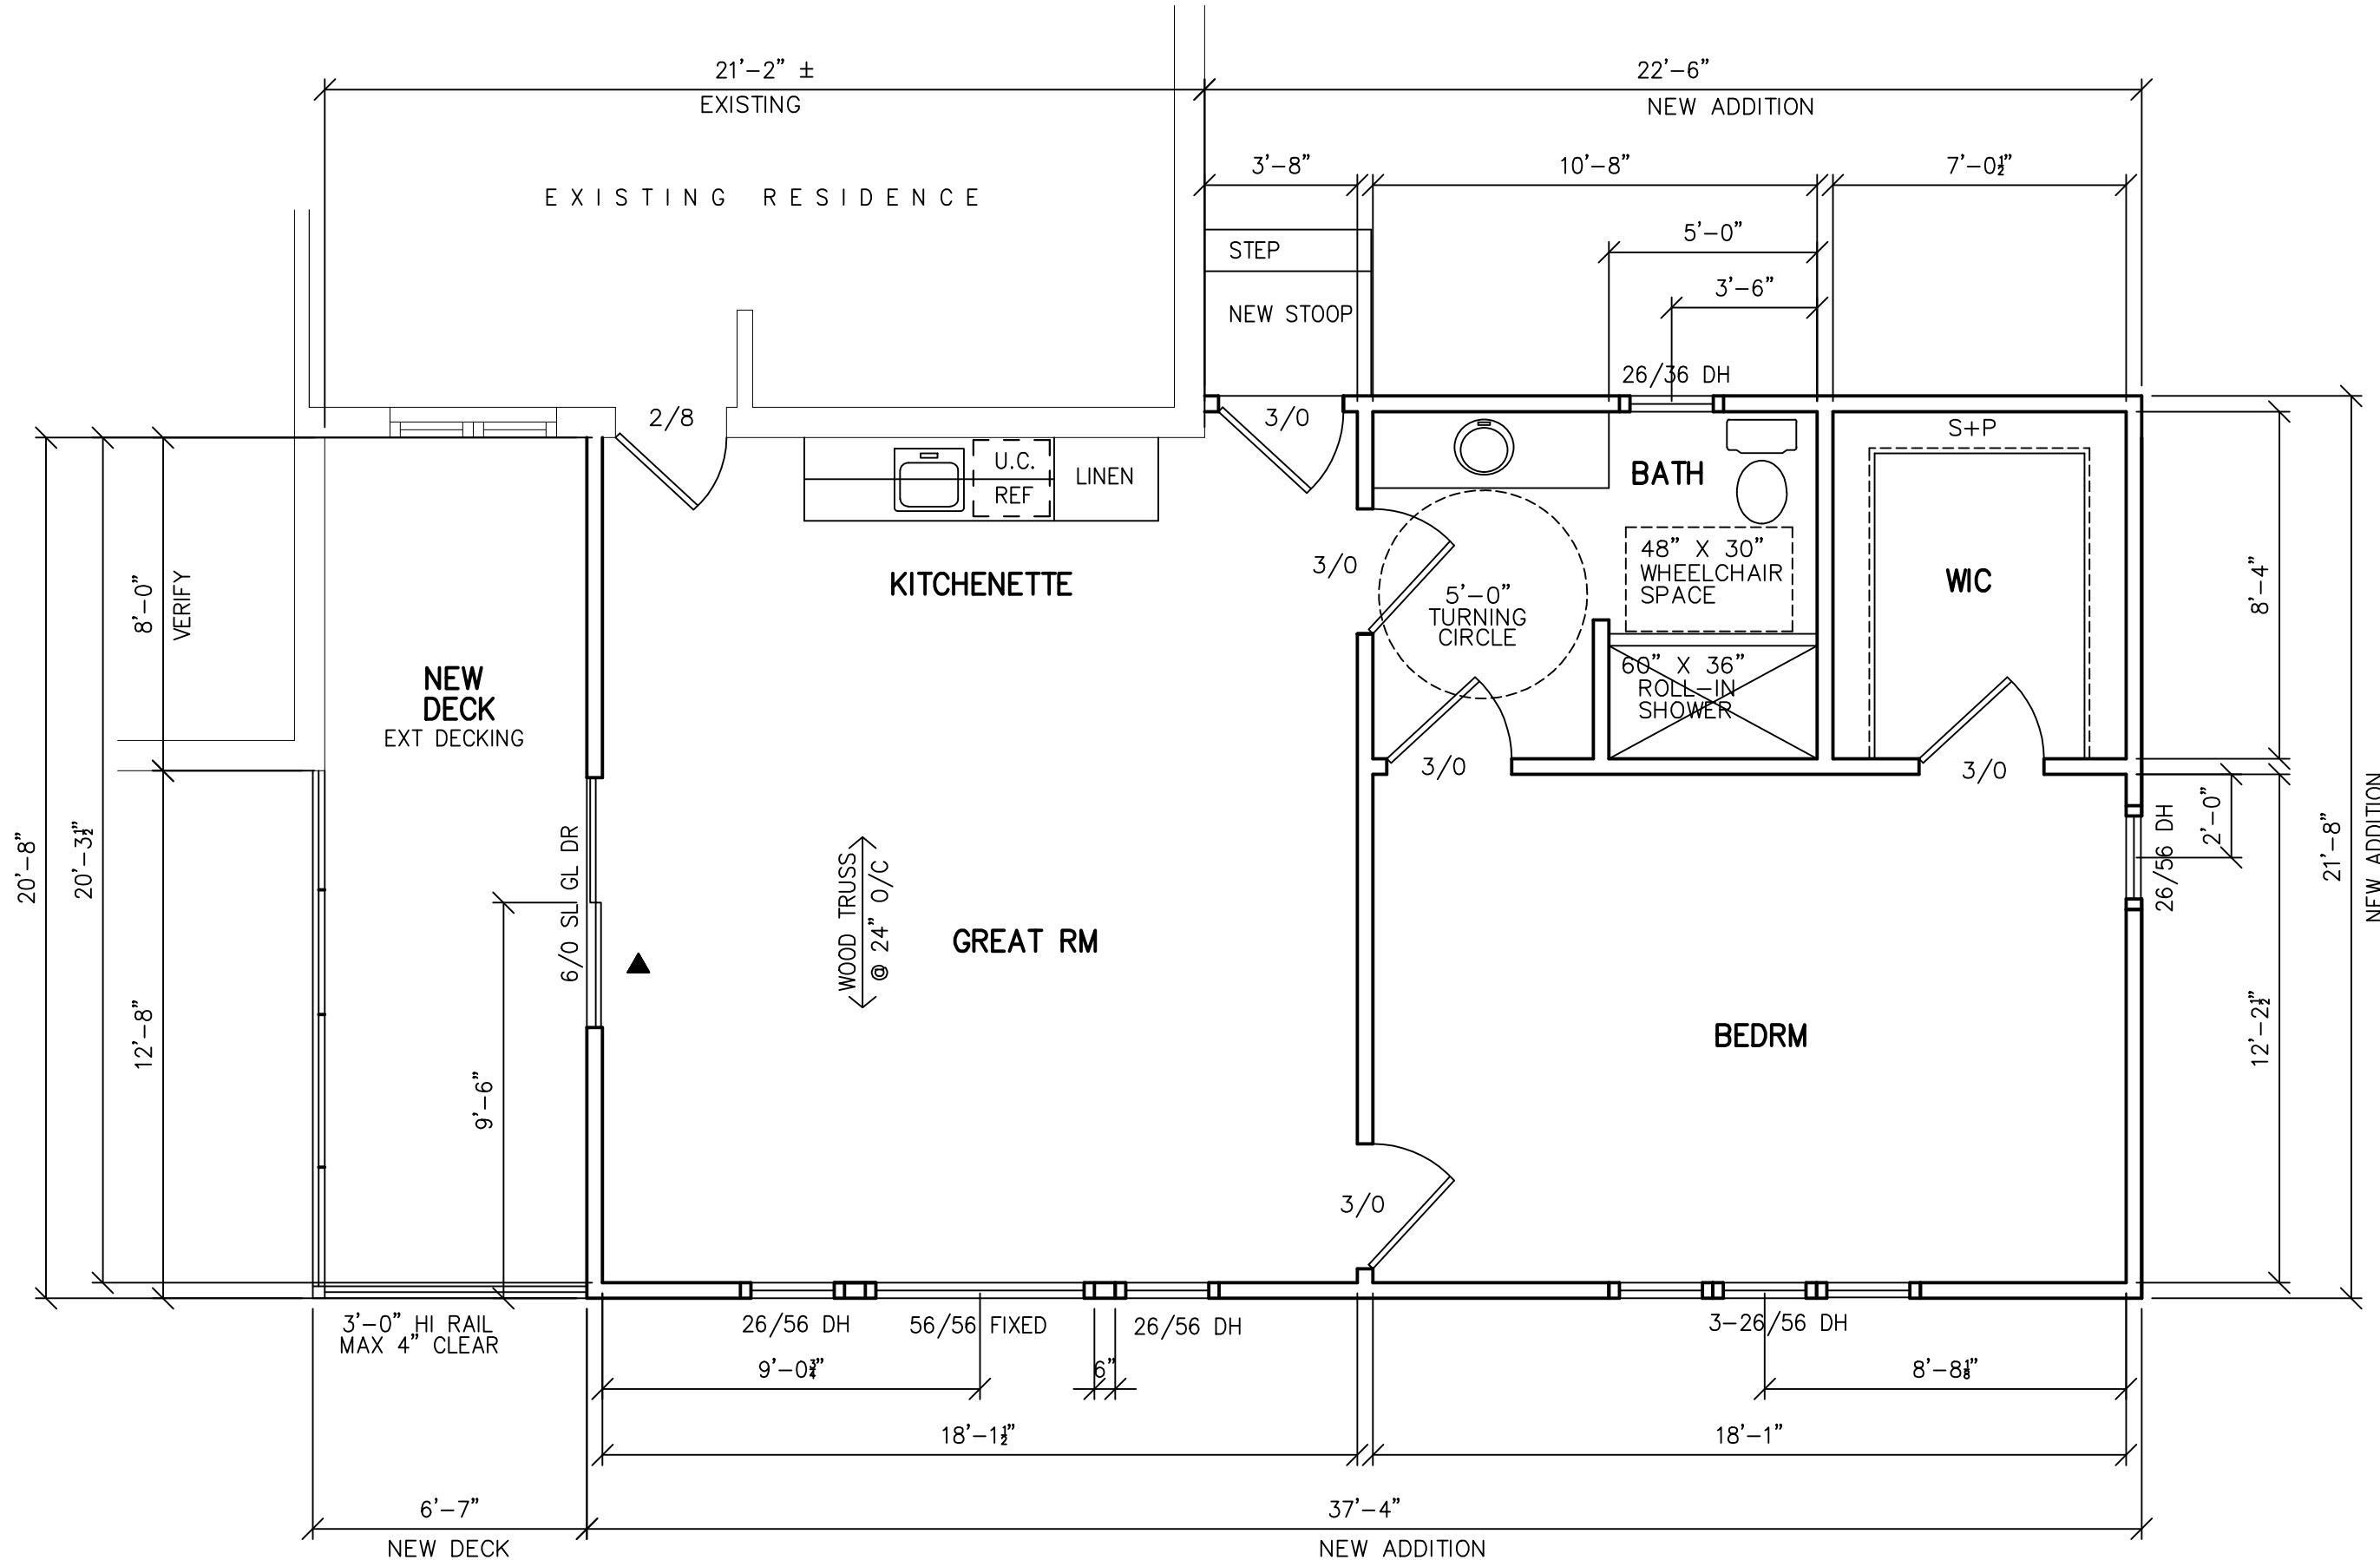 21'-2" ±
EXISTING
22'-6"
NEW ADDITION
3'-8"
10'-8"
7'-0½"
EXISTING RESIDENCE
5'-0"
STEP
3'-6"
NEW STOOP
26/36 DH
2/8
3/0
S+P
U.C.
REF
LINEN
BATH
3/0
48" X 30"
WHEELCHAIR
SPACE
KITCHENETTE
5'-0"
TURNING
CIRCLE
WIC
8'-4"
8'-0"
VERIFY
NEW
DECK
EXT DECKING
60" X 36"
ROLL-IN
SHOWER
3/0
3/0
2'-0"
26/56 DH
21'-8"
NEW ADDITION
20'-8"
20'-3½"
6/0 SL GL DR
WOOD TRUSS
@ 24" O/C
GREAT RM
12'-8"
12'-2½"
BEDRM
9'-6"
3/0
3'-0" HI RAIL
MAX 4" CLEAR
26/56 DH
56/56 FIXED
26/56 DH
3-26/56 DH
9'-0¾"
6"
8'-8⅛"
18'-1½"
18'-1"
6'-7"
NEW DECK
37'-4"
NEW ADDITION